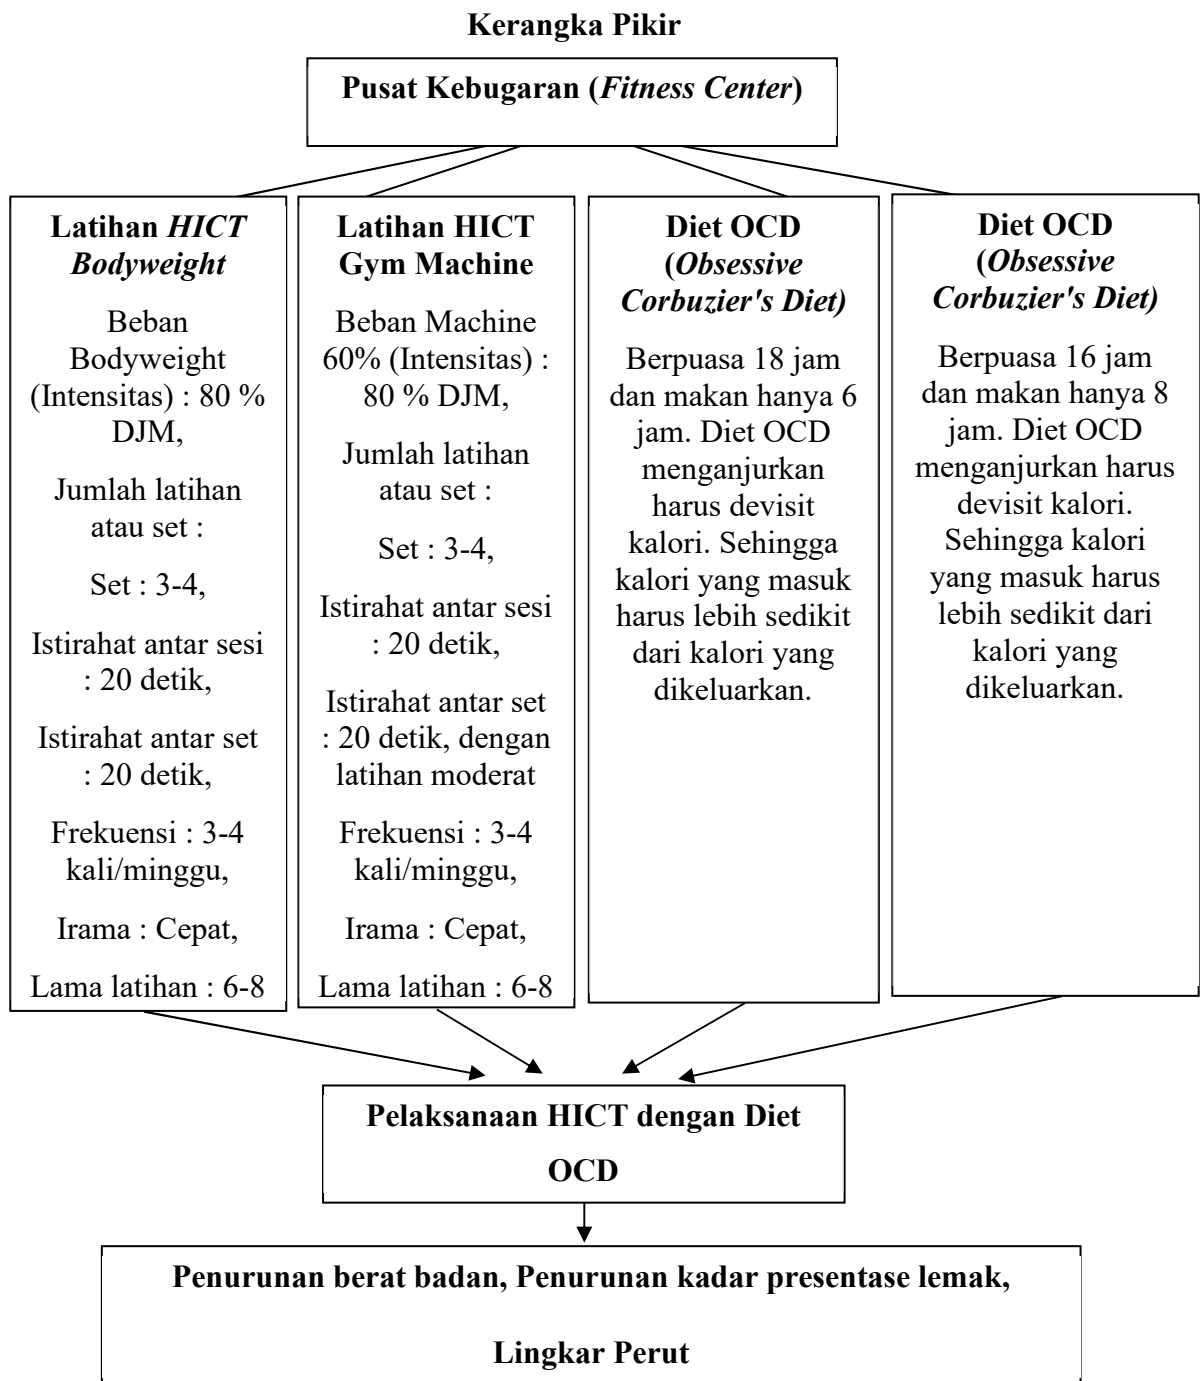 Kerangka Pikir
Pusat Kebugaran (Fitness Center)
Latihan HICT
Bodyweight
Beban
Bodyweight
(Intensitas) : 80 %
DJM,
Jumlah latihan
atau set :
Set : 3-4,
Istirahat antar sesi
: 20 detik,
Istirahat antar set
: 20 detik,
Frekuensi : 3-4
kali/minggu,
Irama : Cepat,
Lama latihan : 6-8
Latihan HICT
Gym Machine
Beban Machine
60% (Intensitas) :
80 % DJM,
Jumlah latihan
atau set :
Set : 3-4,
Istirahat antar sesi
: 20 detik,
Istirahat antar set
: 20 detik, dengan
latihan moderat
Frekuensi : 3-4
kali/minggu,
Irama : Cepat,
Lama latihan : 6-8
Diet OCD
(Obsessive
Corbuzier's Diet)
Berpuasa 18 jam
dan makan hanya 6
jam. Diet OCD
menganjurkan
harus devisit
kalori. Sehingga
kalori yang masuk
harus lebih sedikit
dari kalori yang
dikeluarkan.
Diet OCD
(Obsessive
Corbuzier's Diet)
Berpuasa 16 jam
dan makan hanya 8
jam. Diet OCD
menganjurkan harus
devisit kalori.
Sehingga kalori
yang masuk harus
lebih sedikit dari
kalori yang
dikeluarkan.
Pelaksanaan HICT dengan Diet
OCD
Penurunan berat badan, Penurunan kadar presentase lemak,
Lingkar Perut